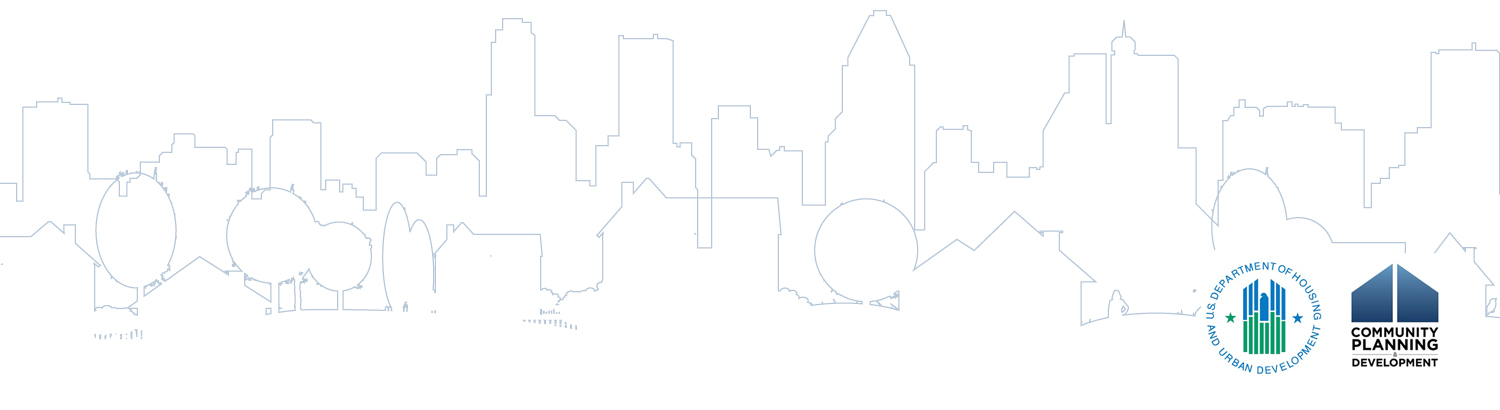 U.S. DEPARTMENT OF HOUSING
AND URBAN DEVELOPMENT
COMMUNITY
PLANNING
&
DEVELOPMENT